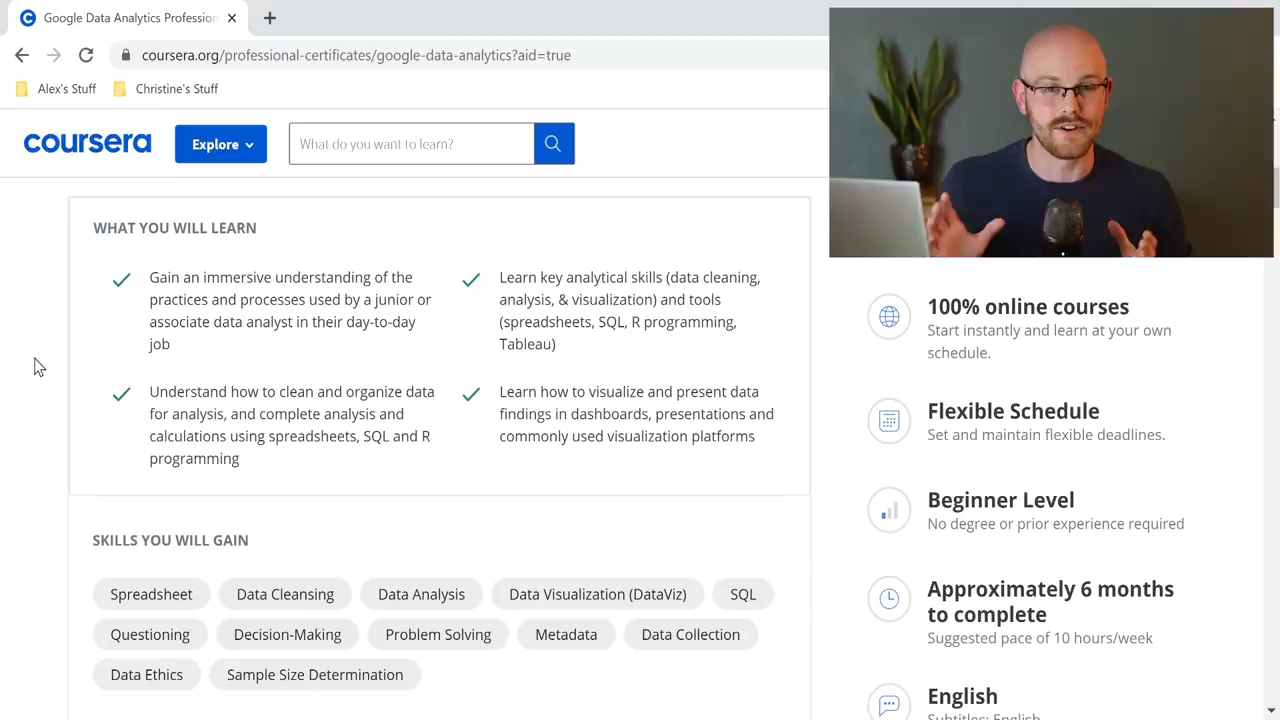 Google Data Analytics Profession
coursera.org/professional-certificates/google-data-analytics?aid=true
Alex's Stuff
Christine's Stuff
coursera
Explore
What do you want to learn?
WHAT YOU WILL LEARN
Gain an immersive understanding of the
practices and processes used by a junior or
associate data analyst in their day-to-day
job
Learn key analytical skills (data cleaning,
analysis, & visualization) and tools
(spreadsheets, SQL, R programming,
Tableau)
Understand how to clean and organize data
for analysis, and complete analysis and
calculations using spreadsheets, SQL and R
programming
Learn how to visualize and present data
findings in dashboards, presentations and
commonly used visualization platforms
SKILLS YOU WILL GAIN
Spreadsheet
Data Cleansing
Data Analysis
Data Visualization (DataViz)
SQL
Questioning
Decision-Making
Problem Solving
Metadata
Data Collection
Data Ethics
Sample Size Determination
100% online courses
Start instantly and learn at your own
schedule.
Flexible Schedule
Set and maintain flexible deadlines.
Beginner Level
No degree or prior experience required
Approximately 6 months
to complete
Suggested pace of 10 hours/week
English
Subtitles: English